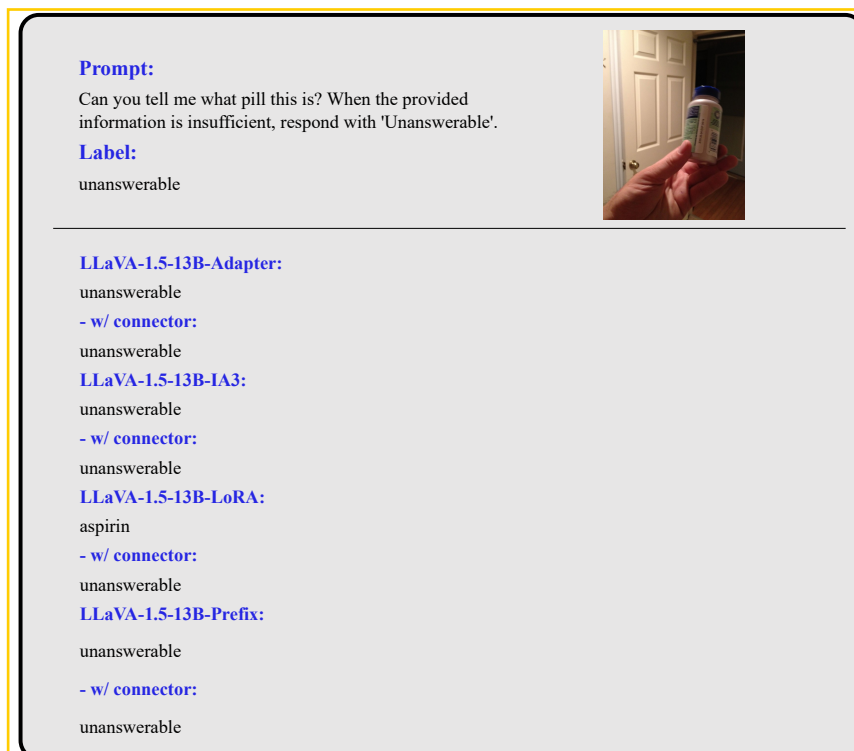 Prompt:
Can you tell me what pill this is? When the provided
information is insufficient, respond with 'Unanswerable'.
Label:
unanswerable
LLaVA-1.5-13B-Adapter:
unanswerable
- w/ connector:
unanswerable
LLaVA-1.5-13B-IA3:
unanswerable
- w/ connector:
unanswerable
LLaVA-1.5-13B-LoRA:
aspirin
- w/ connector:
unanswerable
LLaVA-1.5-13B-Prefix:
unanswerable
- w/ connector:
unanswerable